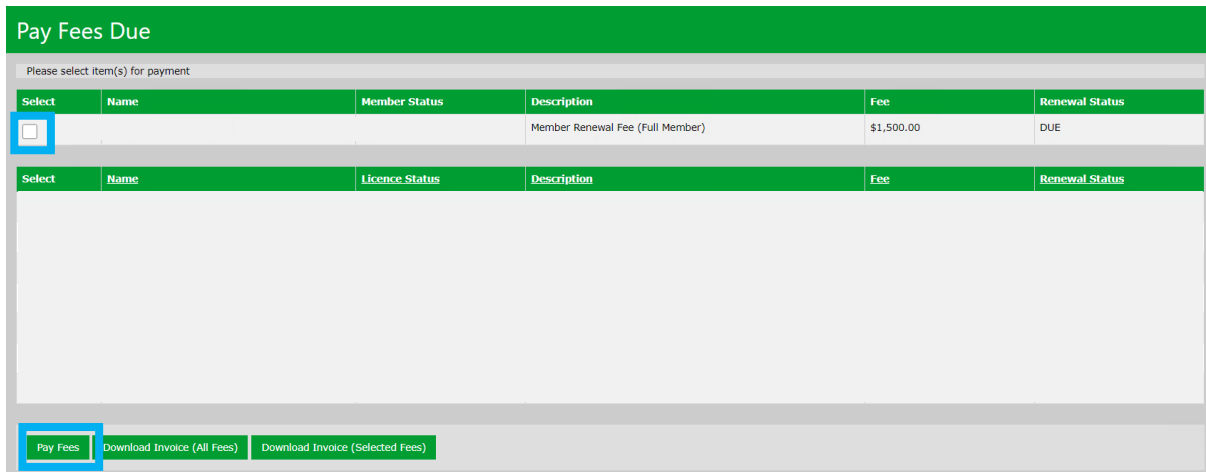 Pay Fees Due
Please select item(s) for payment
Select Name Member Status Description Fee Renewal Status
Member Renewal Fee (Full Member) $1,500.00 DUE
Select Name Licence Status Description Fee Renewal Status
Pay Fees Download Invoice (All Fees) Download Invoice (Selected Fees)